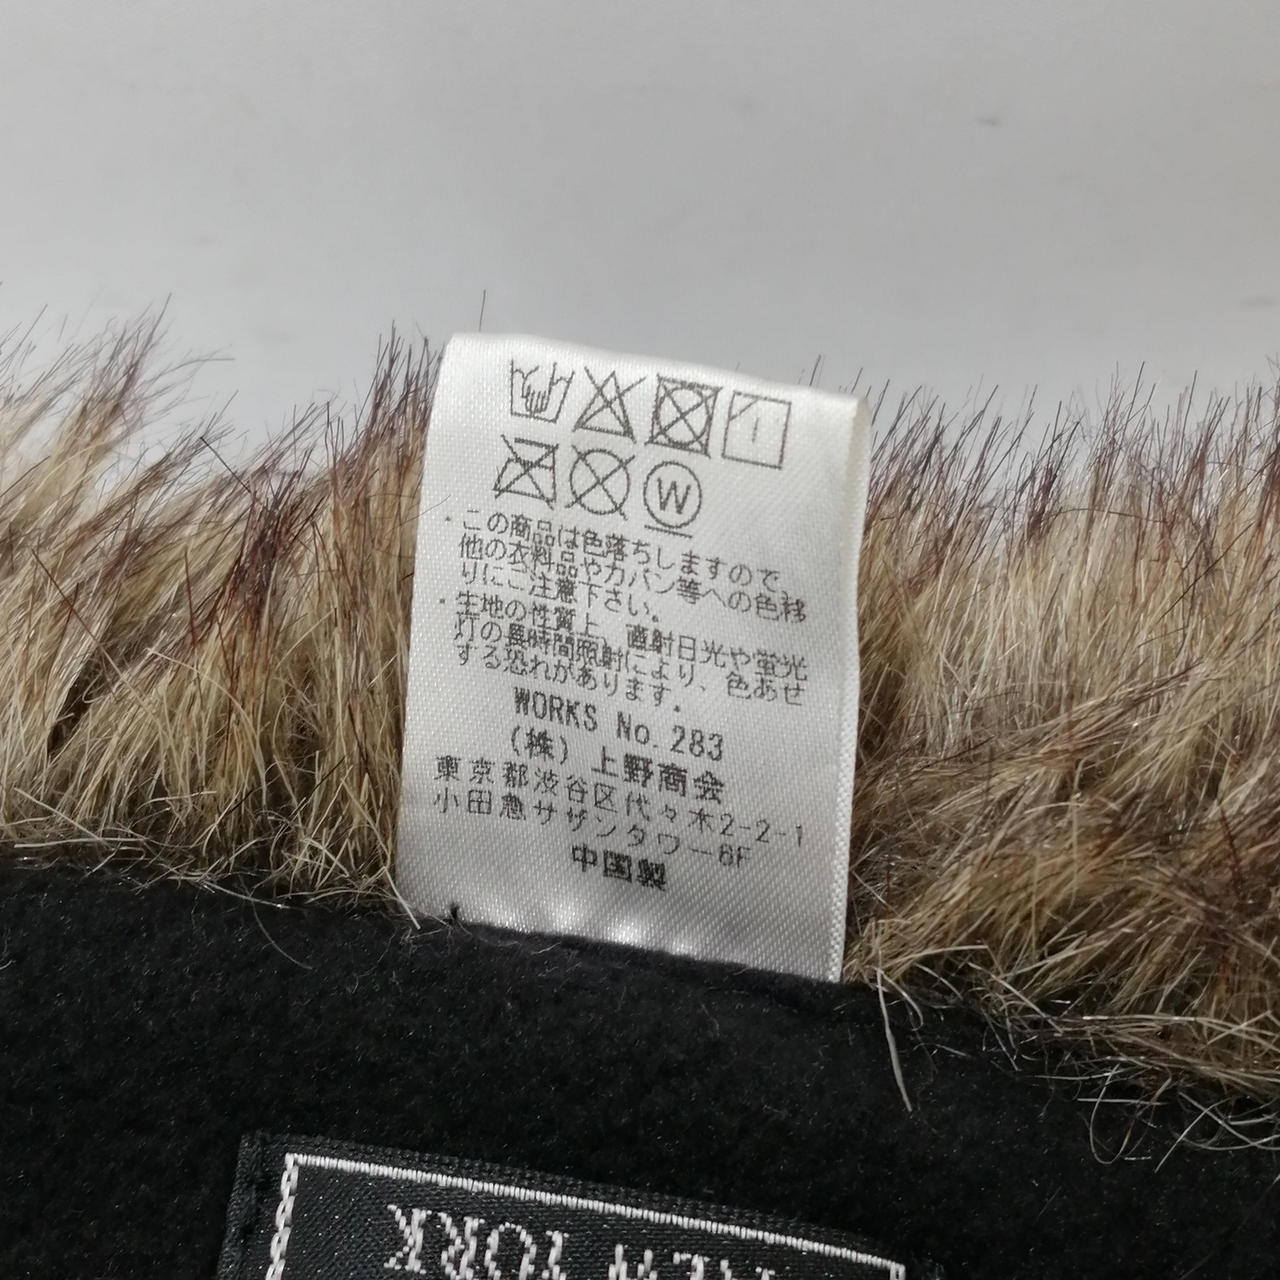 W
・この商品は色落ちしますので
他の衣料品やカバン等への色移
りにご注意下さい。
・生地の性質上、直射日光や蛍光
灯の長時間照射により、色あせ
する恐れがあります。
WORKS No.283
(株)上野商会
東京都渋谷区代々木2-2-1
小田急サザンタワー8F
中国製
NEW YORK